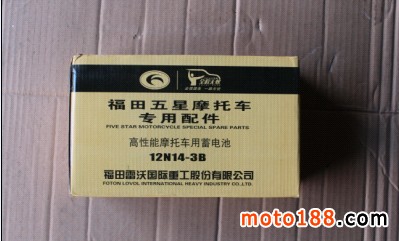 福田五星摩托车
专用配件
FIVE STAR MOTORCYCLE SPECIAL SPARE PARTS
高性能摩托车用蓄电池
12N14-3B
福田雷沃国际重工股份有限公司
FOTON LOVOL INTERNATIONAL HEAVY INDUSTRY CO.,LTD.
moto188.com